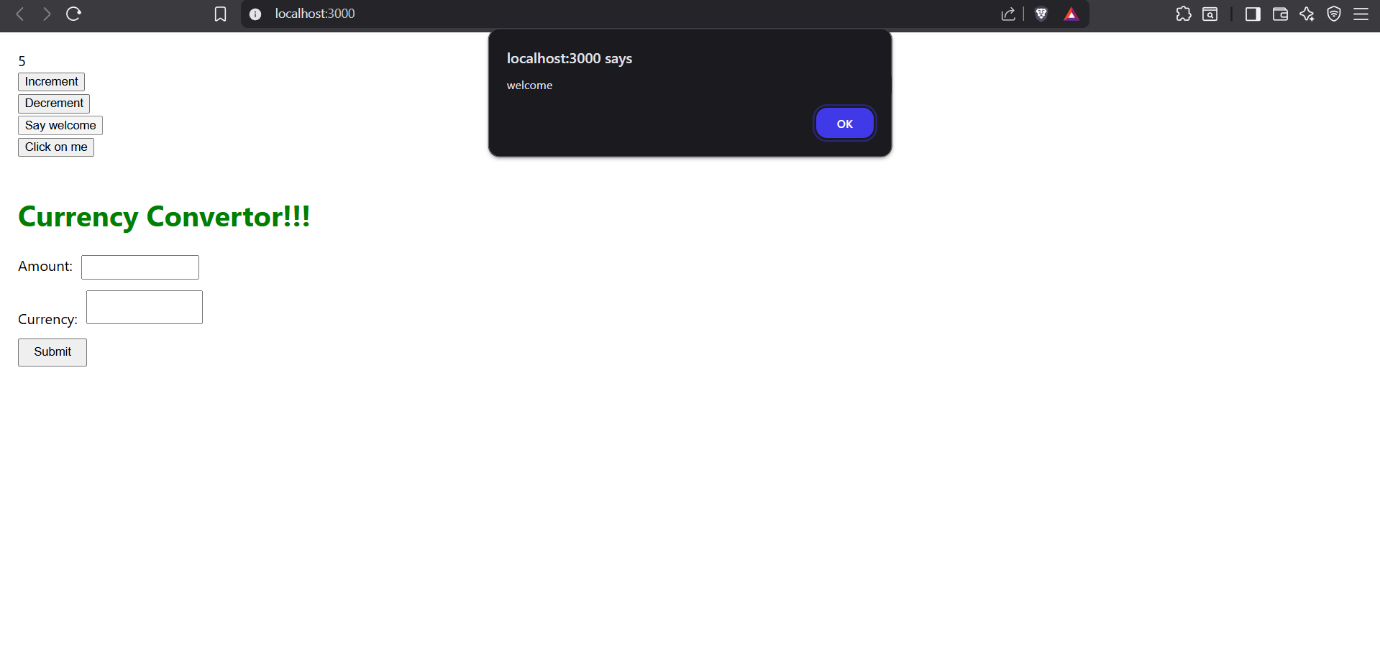 localhost:3000
localhost:3000 says
welcome
OK
5
Increment
Decrement
Say welcome
Click on me
Currency Convertor!!!
Amount:
Currency:
Submit